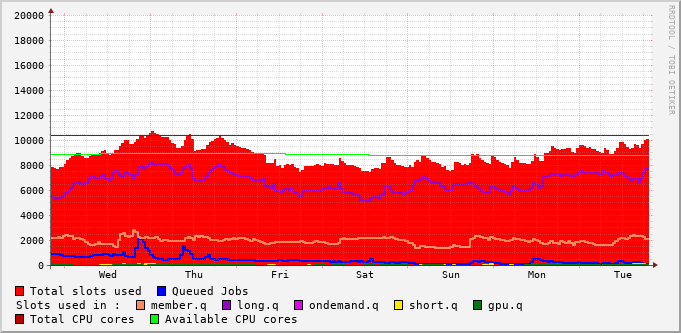 20000
18000
16000
14000
12000
10000
8000
6000
4000
2000
0
Wed Thu Fri Sat Sun Mon Tue
RRDTOOL / TOBI OETIKER
Total slots used Queued Jobs
Slots used in : member.q long.q ondemand.q short.q gpu.q
Total CPU cores Available CPU cores